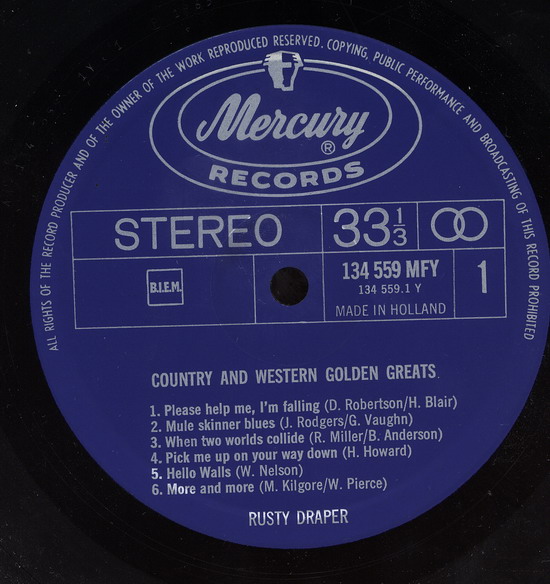 ALL RIGHTS OF THE RECORD PRODUCER AND OF THE OWNER OF THE WORK REPRODUCED RESERVED. COPYING, PUBLIC PERFORMANCE AND BROADCASTING OF THIS RECORD PROHIBITED
Mercury ®
RECORDS
STEREO 33⅓
B.I.E.M. 134 559 MFY 1
134 559.1 Y
MADE IN HOLLAND
COUNTRY AND WESTERN GOLDEN GREATS
1. Please help me, I'm falling (D. Robertson/H. Blair)
2. Mule skinner blues (J. Rodgers/G. Vaughn)
3. When two worlds collide (R. Miller/B. Anderson)
4. Pick me up on your way down (H. Howard)
5. Hello Walls (W. Nelson)
6. More and more (M. Kilgore/W. Pierce)
RUSTY DRAPER